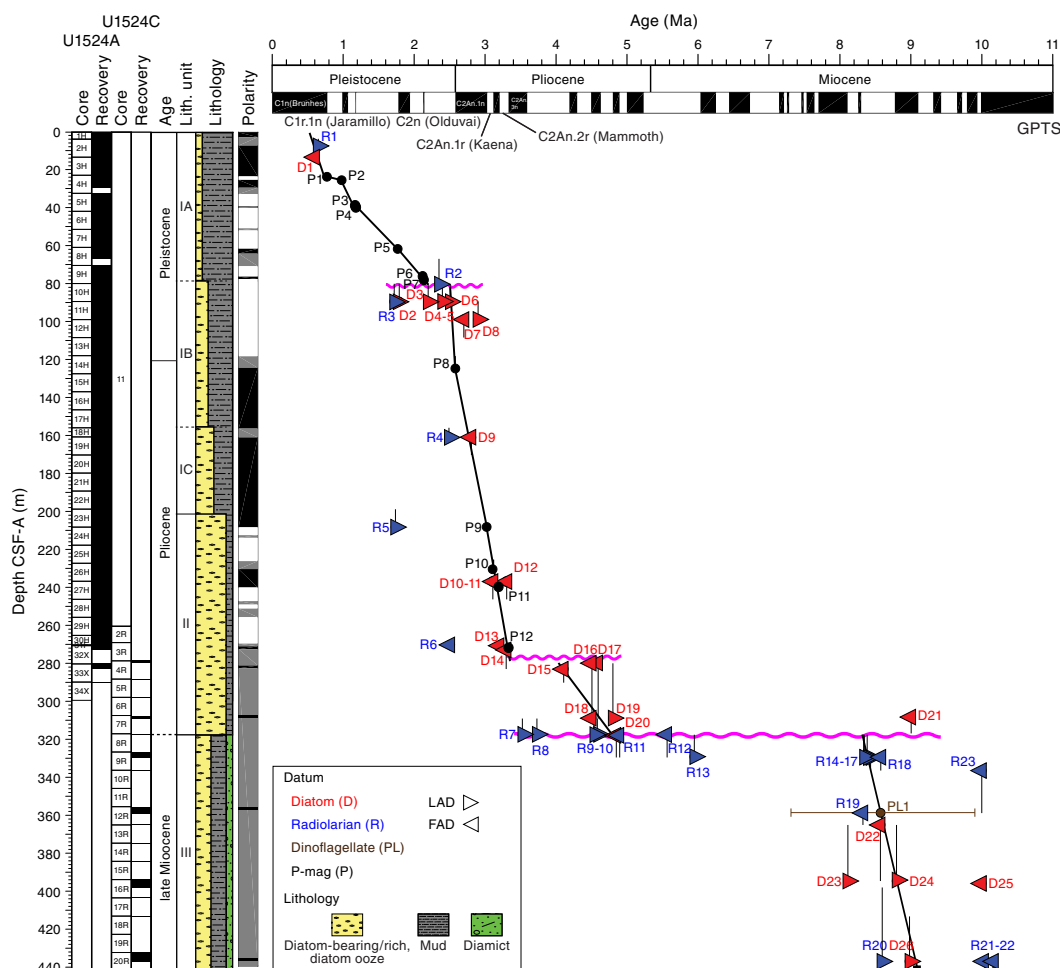 U1524C
U1524A
Core
Recovery
Core
Recovery
Age
Lith. unit
Lithology
Polarity
Age (Ma)
0 1 2 3 4 5 6 7 8 9 10 11
Pleistocene Pliocene Miocene
C1n(Brunhes) C2An.1n C2An. 3n
C1r.1n (Jaramillo) C2n (Olduvai)
C2An.1r (Kaena)
C2An.2r (Mammoth)
GPTS
Depth CSF-A (m)
0
20
40
60
80
100
120
140
160
180
200
220
240
260
280
300
320
340
360
380
400
420
440
1H
2H
3H
4H
5H
6H
7H
8H
9H
10H
11H
12H
13H
14H
15H
16H
17H
18H
19H
20H
21H
22H
23H
24H
25H
26H
27H
28H
29H
30H
32X
33X
34X
11
2R
3R
4R
5R
6R
7R
8R
9R
10R
11R
12R
13R
14R
15R
16R
17R
18R
19R
20R
Pleistocene
Pliocene
late Miocene
IA
IB
IC
II
III
R1
D1
P1 P2
P3
P4
P5
P6
P7 R2
D3 D6
R3 D2 D4-5
D7 D8
P8
R4 D9
R5 P9
P10 D12
D10-11
P11
R6 D13 P12
D14
D16 D17
D15
D18 D19
D20
D21
R7 R8 R9-10 R11 R12
R13
R14-17 R18 R23
R19 PL1
D22
D23 D24 D25
R20 D26 R21-22
Datum
Diatom (D) LAD
Radiolarian (R) FAD
Dinoflagellate (PL)
P-mag (P)
Lithology
Diatom-bearing/rich,
diatom ooze
Mud
Diamict